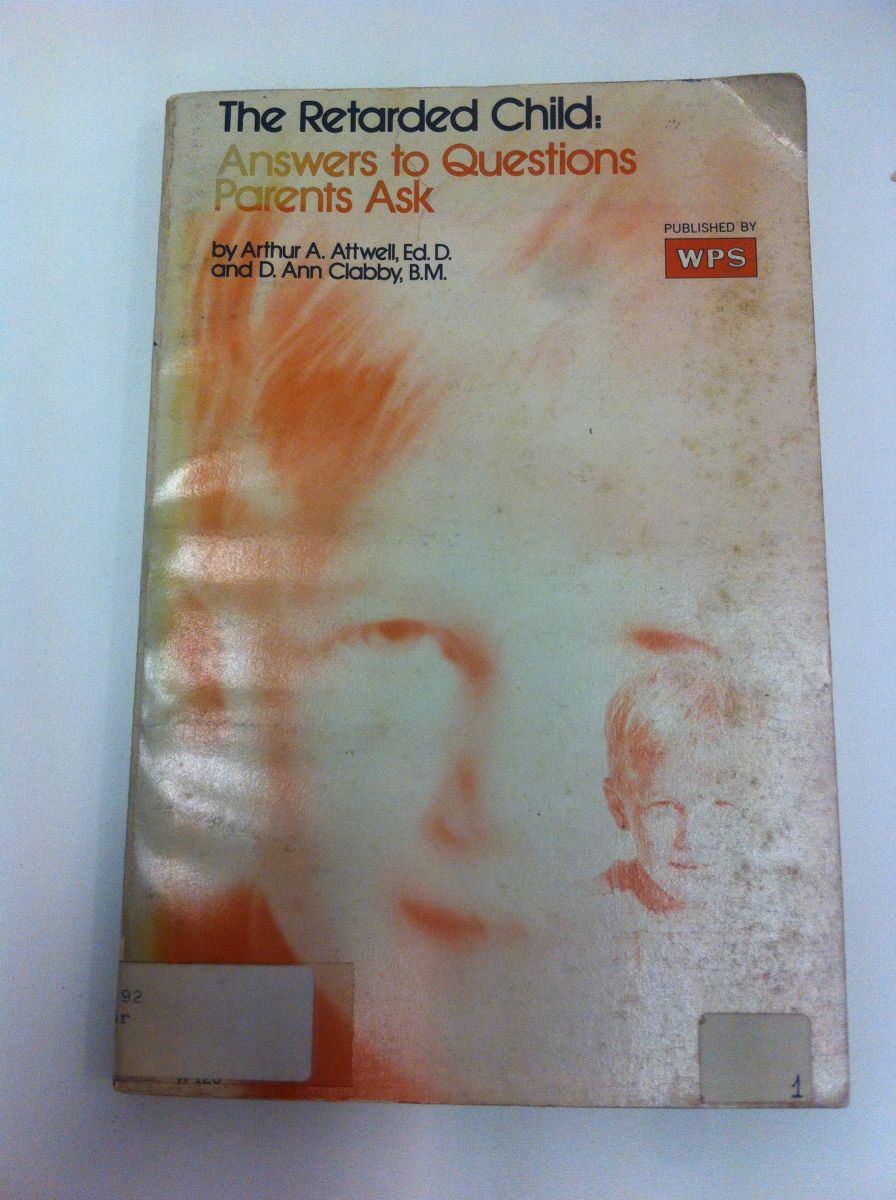 The Retarded Child:
Answers to Questions
Parents Ask
by Arthur A. Attwell, Ed. D.
and D. Ann Clabby, B.M.
PUBLISHED BY
WPS
92
1